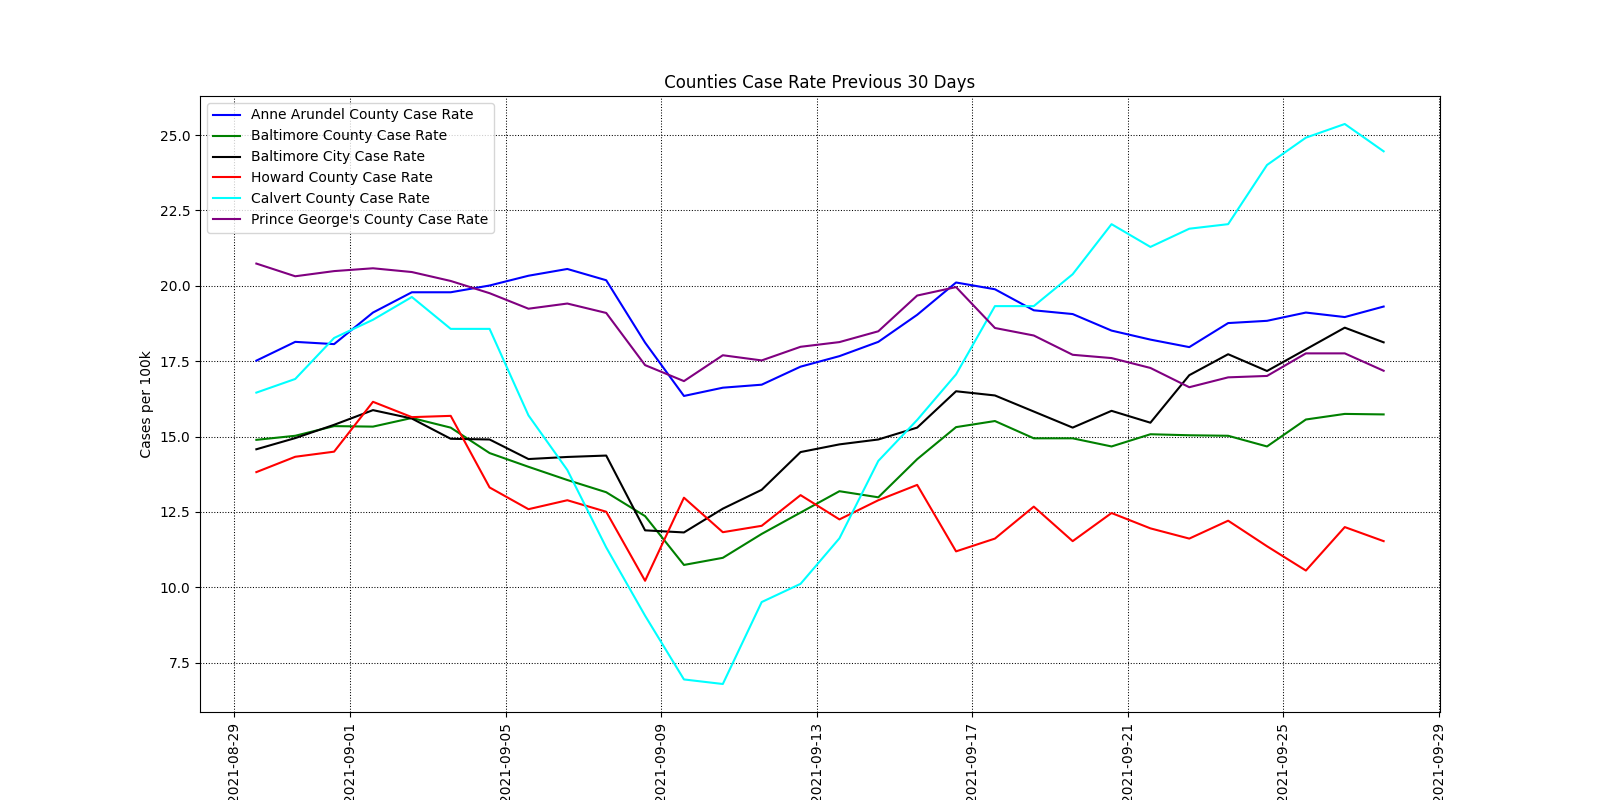 Counties Case Rate Previous 30 Days
Anne Arundel County Case Rate
Baltimore County Case Rate
Baltimore City Case Rate
Howard County Case Rate
Calvert County Case Rate
Prince George's County Case Rate
Cases per 100k
25.0
22.5
20.0
17.5
15.0
12.5
10.0
7.5
2021-08-29
2021-09-01
2021-09-05
2021-09-09
2021-09-13
2021-09-17
2021-09-21
2021-09-25
2021-09-29